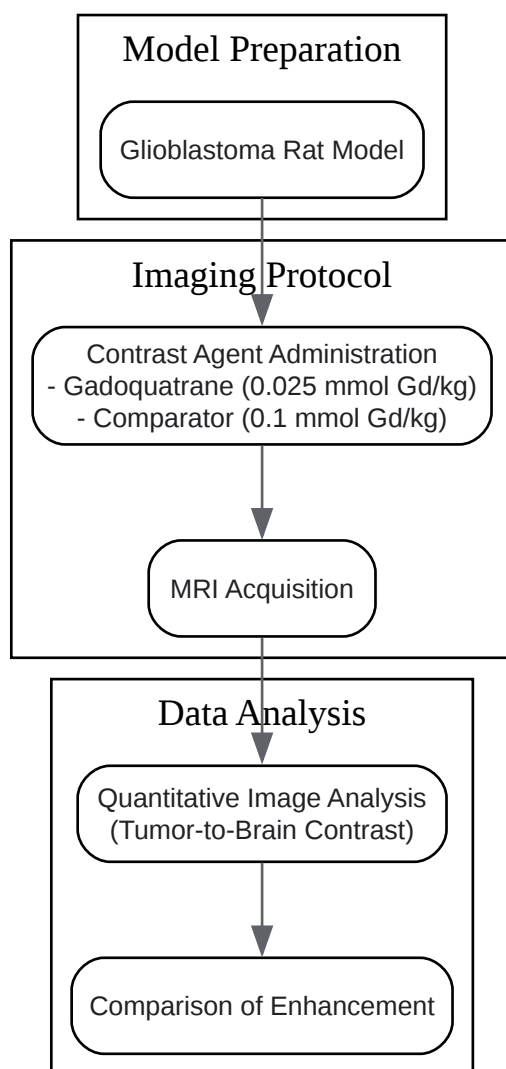 Model Preparation
Glioblastoma Rat Model
Imaging Protocol
Contrast Agent Administration
- Gadoquatrane (0.025 mmol Gd/kg)
- Comparator (0.1 mmol Gd/kg)
MRI Acquisition
Data Analysis
Quantitative Image Analysis
(Tumor-to-Brain Contrast)
Comparison of Enhancement